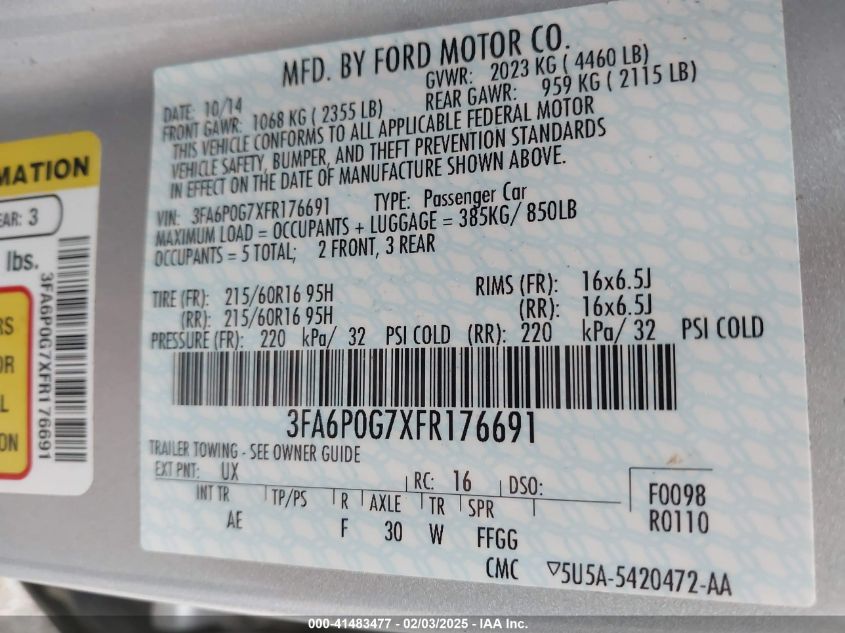 MFD. BY FORD MOTOR CO.
DATE: 10/14 GVWR: 2023 KG ( 4460 LB)
FRONT GAWR: 1068 KG ( 2355 LB) REAR GAWR: 959 KG ( 2115 LB)
THIS VEHICLE CONFORMS TO ALL APPLICABLE FEDERAL MOTOR
VEHICLE SAFETY, BUMPER, AND THEFT PREVENTION STANDARDS
IN EFFECT ON THE DATE OF MANUFACTURE SHOWN ABOVE.
VIN: 3FA6P0G7XFR176691 TYPE: Passenger Car
MAXIMUM LOAD = OCCUPANTS + LUGGAGE = 385KG/ 850LB
OCCUPANTS = 5 TOTAL; 2 FRONT, 3 REAR
TIRE (FR): 215/60R16 95H RIMS (FR): 16x6.5J
(RR): 215/60R16 95H (RR): 16x6.5J
PRESSURE (FR): 220 kPa/ 32 PSI COLD (RR): 220 kPa/ 32 PSI COLD
3FA6P0G7XFR176691
TRAILER TOWING - SEE OWNER GUIDE
EXT PNT: UX RC: 16 DSO:
INT TR TP/PS R AXLE TR SPR
AE F 30 W FFGG
F0098
R0110
CMC ▽5U5A-5420472-AA
MATION
EAR: 3
lbs.
RS
OR
L
ON
3FA6P0G7XFR176691
000-41483477 - 02/03/2025 - IAA Inc.